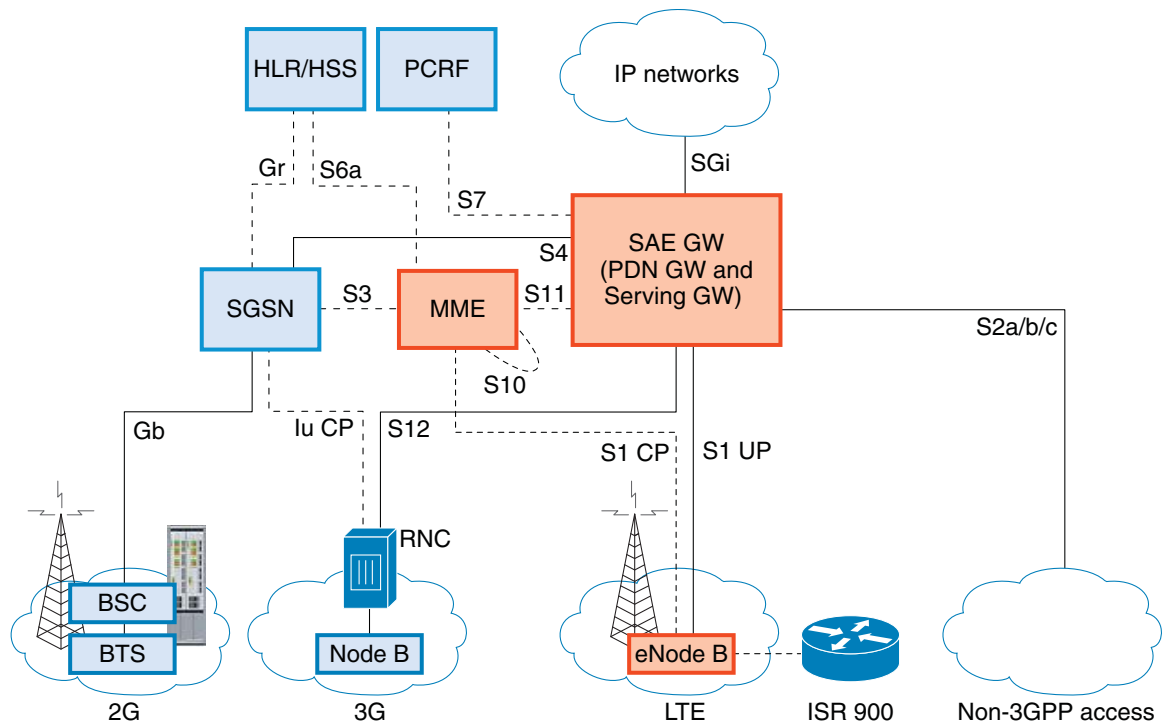 HLR/HSS
PCRF
IP networks
Gr
S6a
S7
SGi
S4
SAE GW
(PDN GW and
Serving GW)
SGSN
S3
MME
S11
S2a/b/c
S10
Gb
Iu CP
S12
S1 CP
S1 UP
RNC
BSC
BTS
Node B
eNode B
2G
3G
LTE
ISR 900
Non-3GPP access